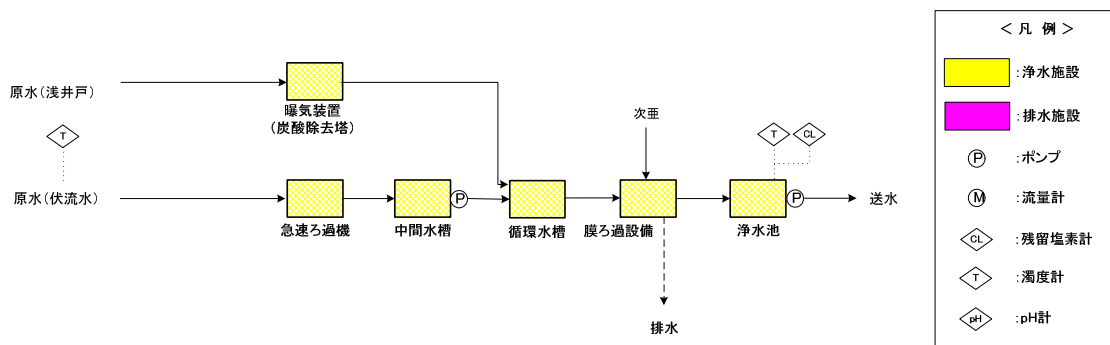 原水(浅井戸)
曝気装置
(炭酸除去塔)
T
原水(伏流水)
急速ろ過機
中間水槽
P
循環水槽
次亜
膜ろ過設備
排水
T
CL
浄水池
P
送水
<凡 例>
:浄水施設
:排水施設
P
:ポンプ
M
:流量計
CL
:残留塩素計
T
:濁度計
pH
:pH計